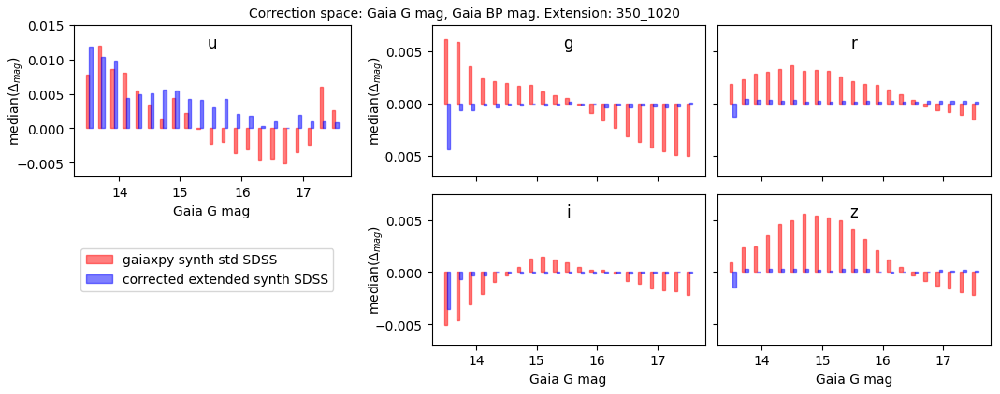 Correction space: Gaia G mag, Gaia BP mag. Extension: 350_1020
u
0.015
0.010
0.005
0.000
−0.005
median(Δmag)
14 15 16 17
Gaia G mag
g
0.005
0.000
−0.005
median(Δmag)
r
gaiaxpy synth std SDSS
corrected extended synth SDSS
i
0.005
0.000
−0.005
median(Δmag)
14 15 16 17
Gaia G mag
z
14 15 16 17
Gaia G mag